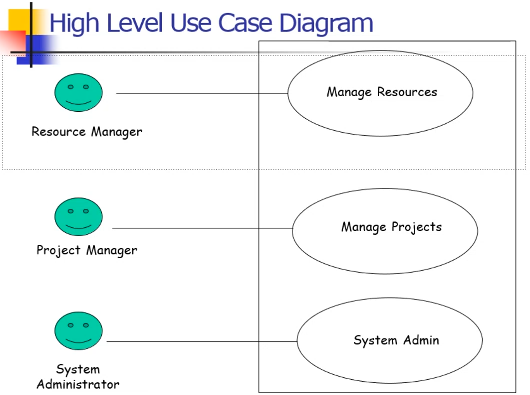 High Level Use Case Diagram
Manage Resources
Resource Manager
Manage Projects
Project Manager
System Admin
System
Administrator